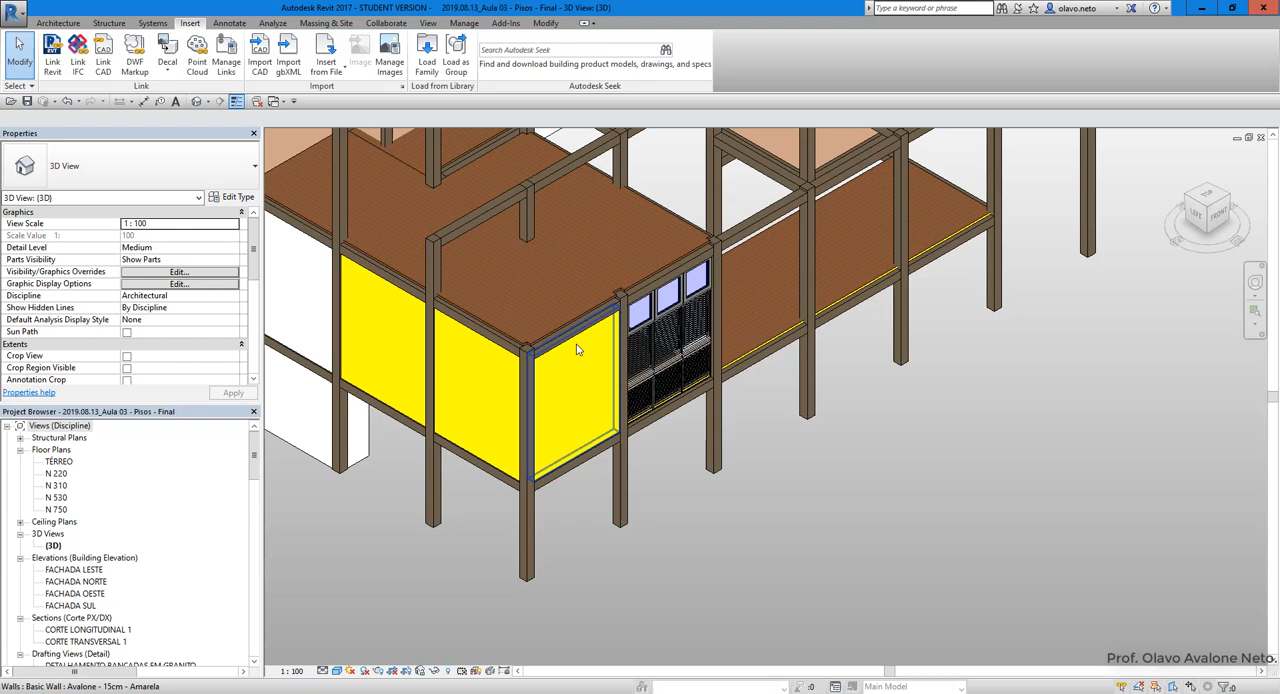 Autodesk Revit 2017 - STUDENT VERSION - 2019.08.13_Aula 03 - Pisos - Final - 3D View: {3D}
Type a keyword or phrase
olavo.neto
Architecture Structure Systems Insert Annotate Analyze Massing & Site Collaborate View Manage Add-Ins Modify
Modify
Link Revit
Link IFC
Link CAD
DWF Markup
Decal
Point Cloud
Manage Links
Import CAD
Import gbXML
Insert from File
Image
Manage Images
Load Family
Load as Group
Search Autodesk Seek
Find and download building product models, drawings, and specs
Select
Link
Import
Load from Library
Autodesk Seek
Properties
3D View
3D View: {3D}
Edit Type
Graphics
View Scale 1 : 100
Scale Value 1: 100
Detail Level Medium
Parts Visibility Show Parts
Visibility/Graphics Overrides Edit...
Graphic Display Options Edit...
Discipline Architectural
Show Hidden Lines By Discipline
Default Analysis Display Style None
Sun Path
Extents
Crop View
Crop Region Visible
Annotation Crop
Properties help
Apply
Project Browser - 2019.08.13_Aula 03 - Pisos - Final
Views (Discipline)
Structural Plans
Floor Plans
TÉRREO
N 220
N 310
N 530
N 750
Ceiling Plans
3D Views
{3D}
Elevations (Building Elevation)
FACHADA LESTE
FACHADA NORTE
FACHADA OESTE
FACHADA SUL
Sections (Corte PX/DX)
CORTE LONGITUDINAL 1
CORTE TRANSVERSAL 1
Drafting Views (Detail)
DETALHAMENTO BANCADAS EM GRANITO
TOP
LEFT
FRONT
Prof. Olavo Avalone Neto
1 : 100
Walls : Basic Wall : Avalone - 15cm - Amarela
:0
Main Model
:0